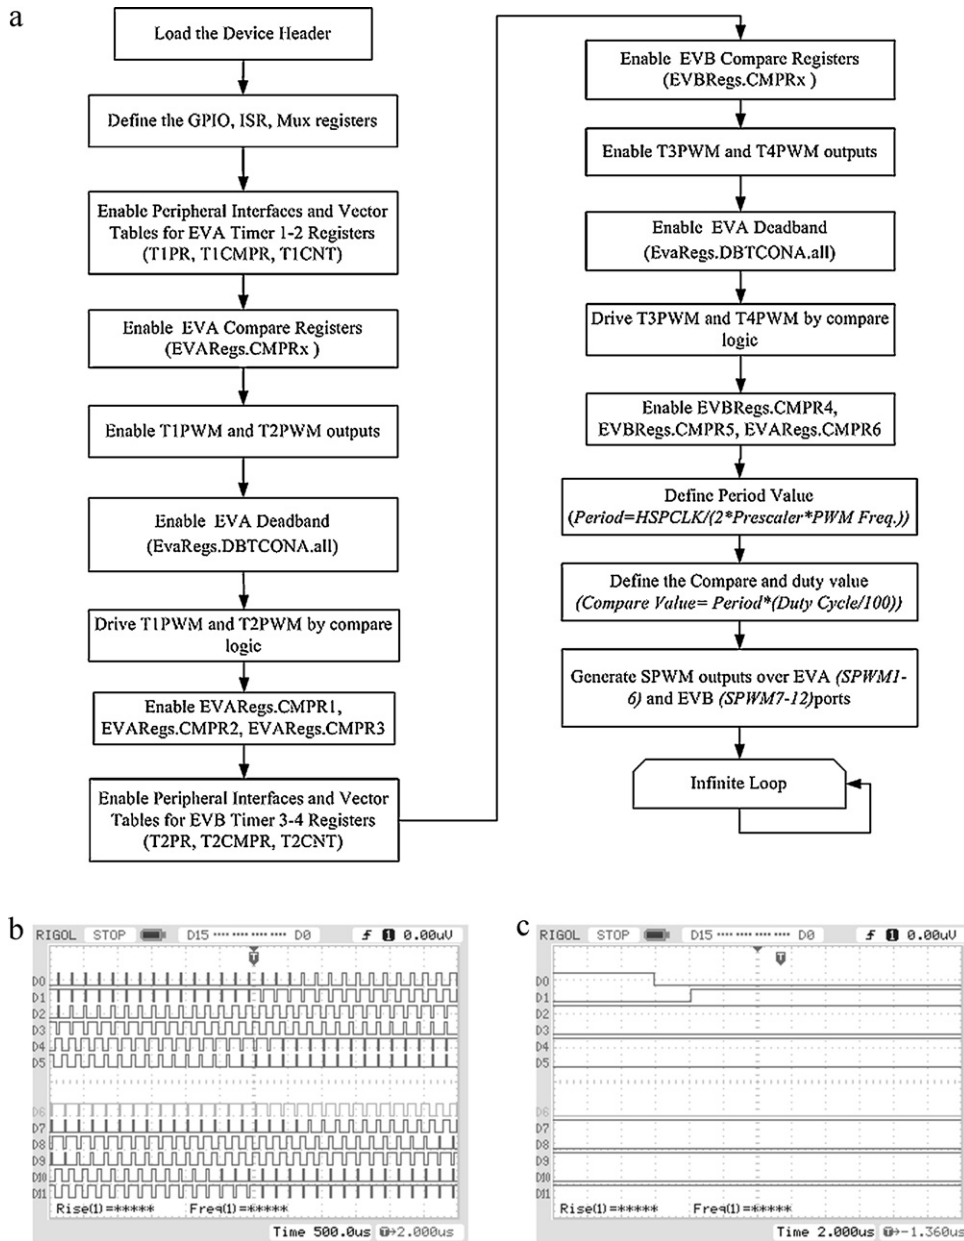 a
Load the Device Header
Define the GPIO, ISR, Mux registers
Enable Peripheral Interfaces and Vector
Tables for EVA Timer 1-2 Registers
(T1PR, T1CMPR, T1CNT)
Enable EVA Compare Registers
(EVARegs.CMPRx )
Enable T1PWM and T2PWM outputs
Enable EVA Deadband
(EvaRegs.DBTCONA.all)
Drive T1PWM and T2PWM by compare
logic
Enable EVARegs.CMPR1,
EVARegs.CMPR2, EVARegs.CMPR3
Enable Peripheral Interfaces and Vector
Tables for EVB Timer 3-4 Registers
(T2PR, T2CMPR, T2CNT)
Enable EVB Compare Registers
(EVBRegs.CMPRx )
Enable T3PWM and T4PWM outputs
Enable EVA Deadband
(EvaRegs.DBTCONA.all)
Drive T3PWM and T4PWM by compare
logic
Enable EVBRegs.CMPR4,
EVBRegs.CMPR5, EVARegs.CMPR6
Define Period Value
(Period=HSPCLK/(2*Prescaler*PWM Freq.))
Define the Compare and duty value
(Compare Value= Period*(Duty Cycle/100))
Generate SPWM outputs over EVA (SPWM1-
6) and EVB (SPWM7-12)ports
Infinite Loop
b
RIGOL STOP D15 ···· ···· ···· D0 1 0.00uV
T
D0
D1
D2
D3
D4
D5
D6
D7
D8
D9
D10
D11
Rise(1)=***** Freq(1)=*****
Time 500.0us T→2.000us
c
RIGOL STOP D15 ···· ···· ···· D0 1 0.00uV
T
D0
D1
D2
D3
D4
D5
D6
D7
D8
D9
D10
D11
Rise(1)=***** Freq(1)=*****
Time 2.000us T→-1.360us